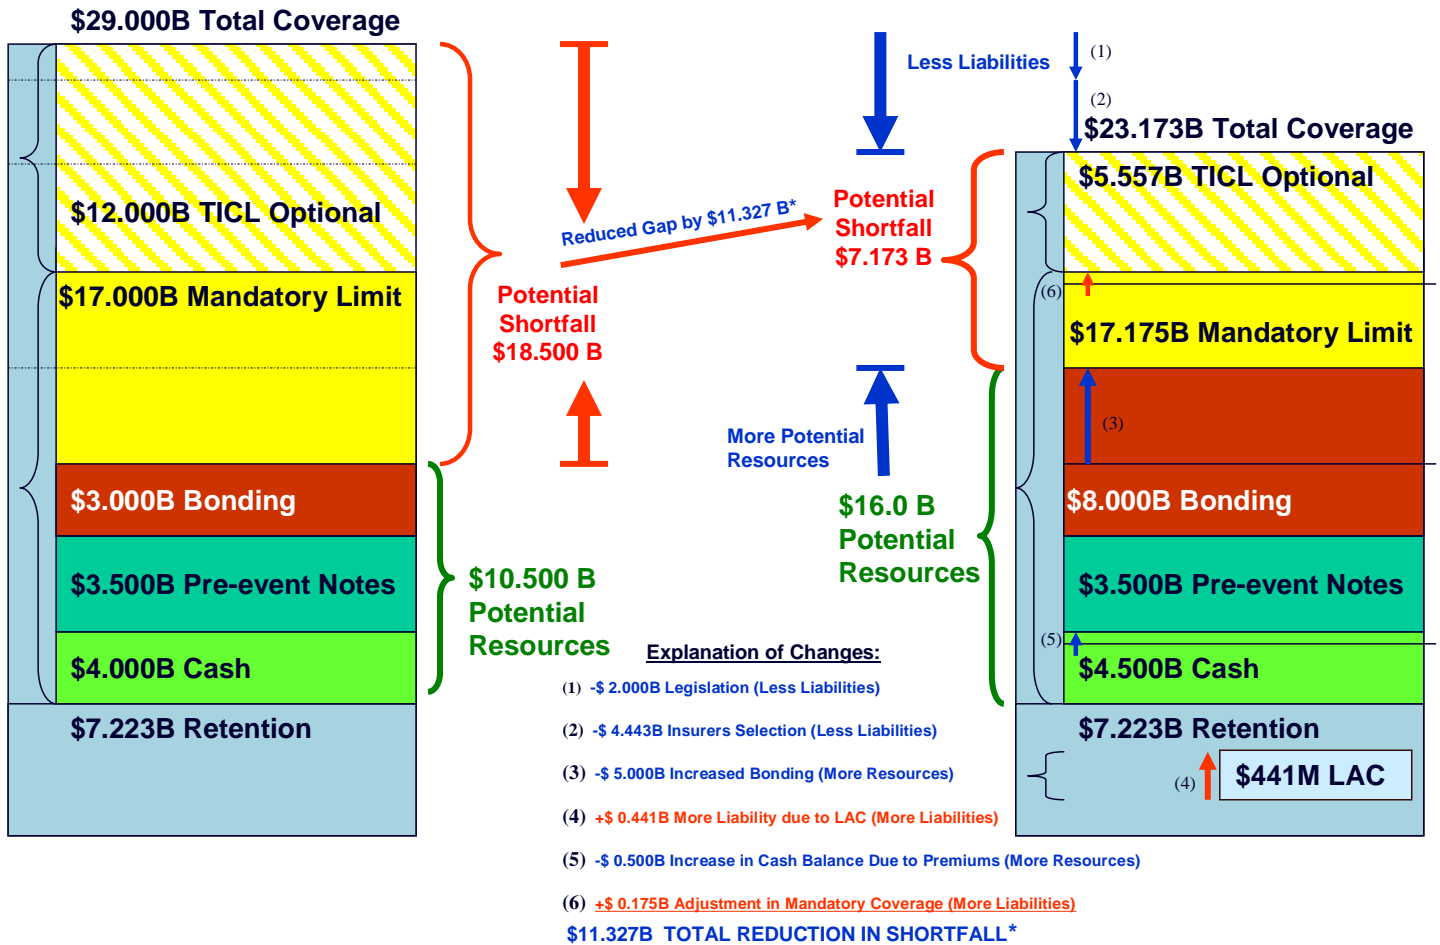 $29.000B Total Coverage
$12.000B TICL Optional
$17.000B Mandatory Limit
$3.000B Bonding
$3.500B Pre-event Notes
$4.000B Cash
$7.223B Retention
Potential
Shortfall
$18.500 B
$10.500 B
Potential
Resources
Reduced Gap by $11.327 B*
Less Liabilities
Potential
Shortfall
$7.173 B
More Potential
Resources
$16.0 B
Potential
Resources
(1)
(2)
$23.173B Total Coverage
$5.557B TICL Optional
(6)
$17.175B Mandatory Limit
(3)
$8.000B Bonding
$3.500B Pre-event Notes
(5)
$4.500B Cash
$7.223B Retention
(4)
$441M LAC
Explanation of Changes:
(1) -$ 2.000B Legislation (Less Liabilities)
(2) -$ 4.443B Insurers Selection (Less Liabilities)
(3) -$ 5.000B Increased Bonding (More Resources)
(4) +$ 0.441B More Liability due to LAC (More Liabilities)
(5) -$ 0.500B Increase in Cash Balance Due to Premiums (More Resources)
(6) +$ 0.175B Adjustment in Mandatory Coverage (More Liabilities)
$11.327B TOTAL REDUCTION IN SHORTFALL*